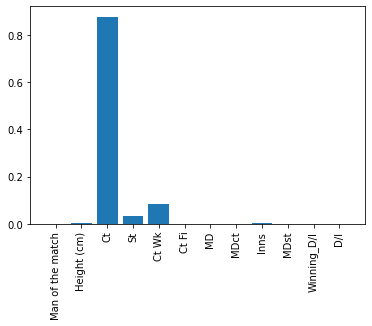 0.8
0.6
0.4
0.2
0.0
Man of the match
Height (cm)
Ct
St
Ct Wk
Ct Fi
MD
MDct
Inns
MDst
Winning_D/I
D/I